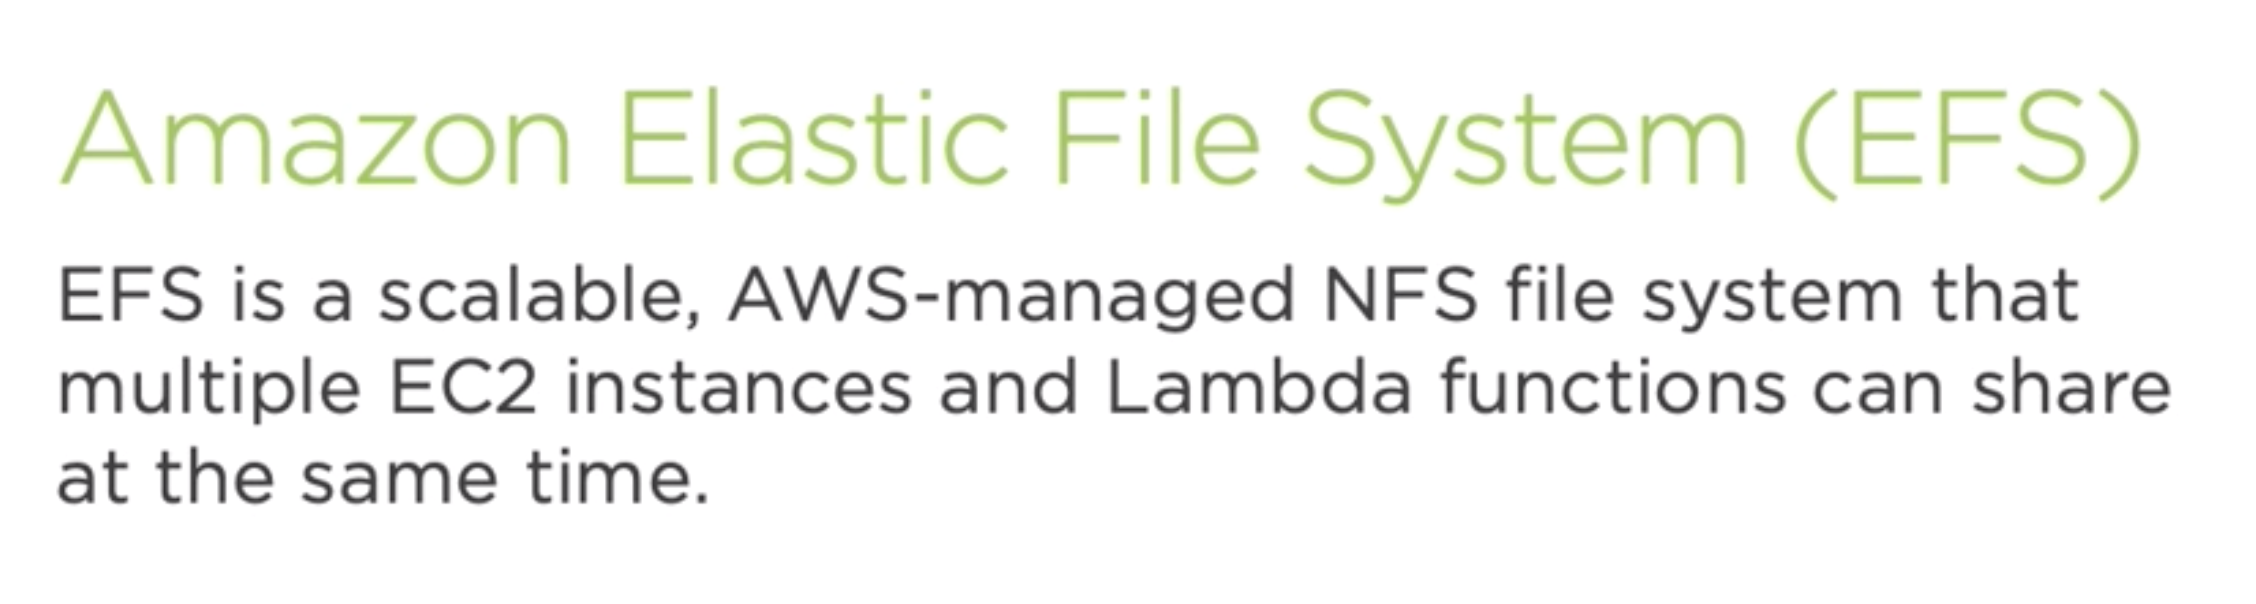 Amazon Elastic File System (EFS)
EFS is a scalable, AWS-managed NFS file system that
multiple EC2 instances and Lambda functions can share
at the same time.